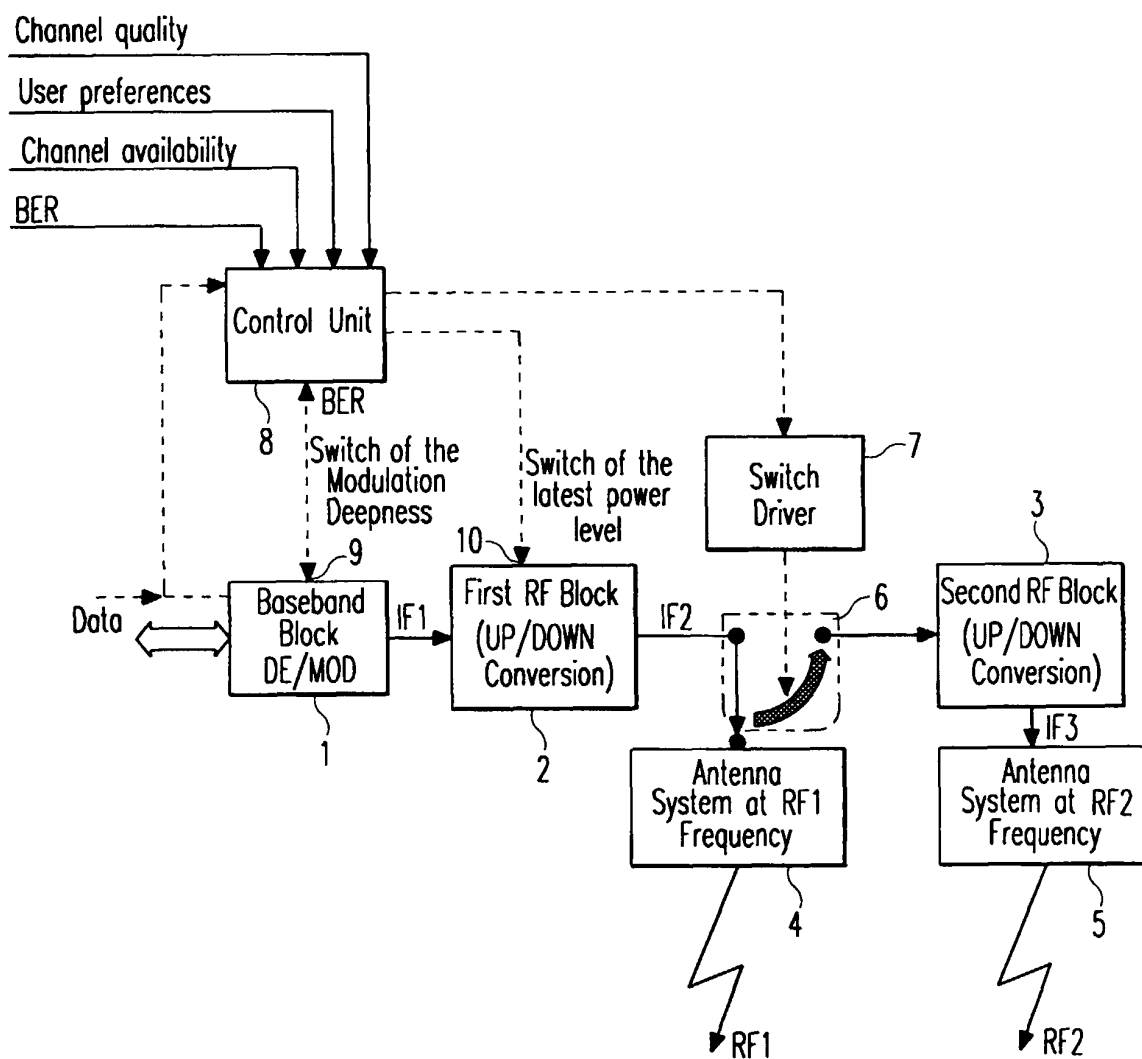 Channel quality
User preferences
Channel availability
BER
Control Unit
8
BER
Switch of the
Modulation
Deepness
Switch of the
latest power
level
7
Switch
Driver
3
9
10
6
Data
Baseband
Block
DE/MOD
IF1
First RF Block
(UP/DOWN
Conversion)
IF2
Second RF Block
(UP/DOWN
Conversion)
1
2
IF3
Antenna
System at RF1
Frequency
Antenna
System at RF2
Frequency
4
5
RF1
RF2